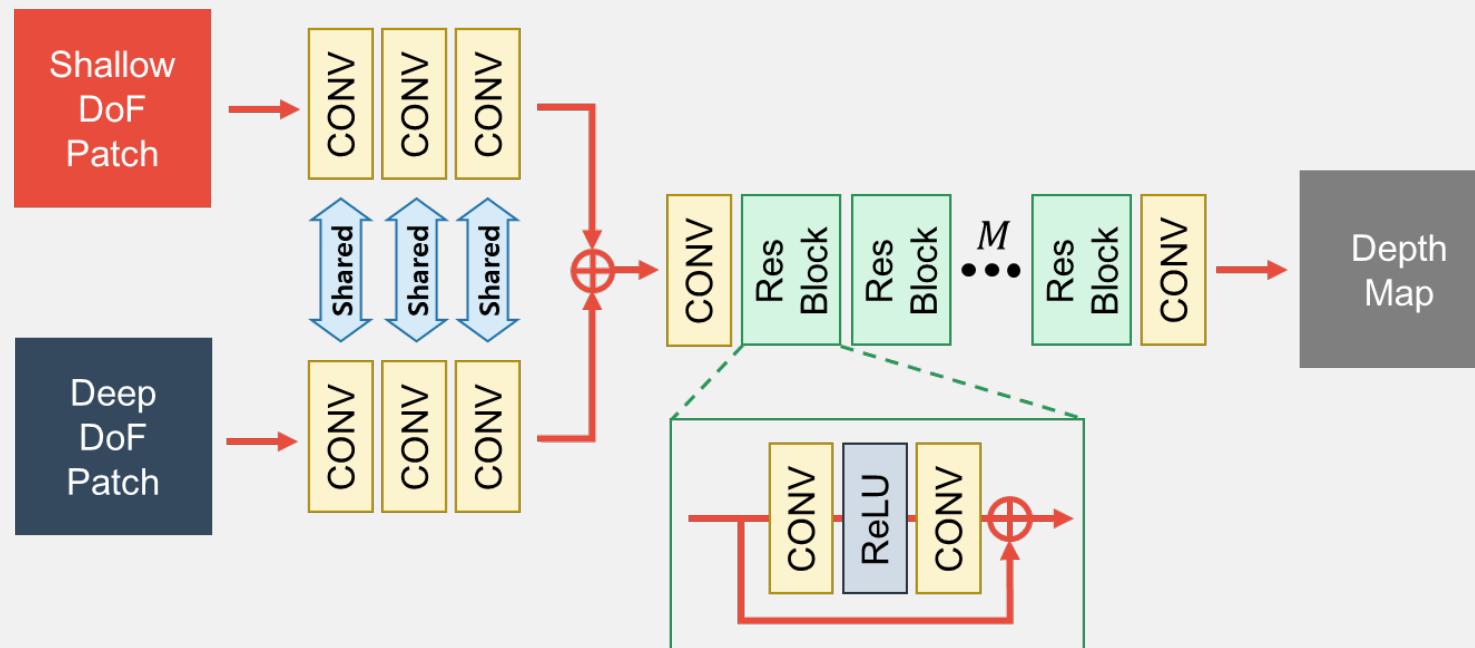 Shallow
DoF
Patch
CONV
CONV
CONV
Shared
Shared
Shared
Deep
DoF
Patch
CONV
CONV
CONV
CONV
Res
Block
Res
Block
M
Res
Block
CONV
Depth
Map
CONV
ReLU
CONV